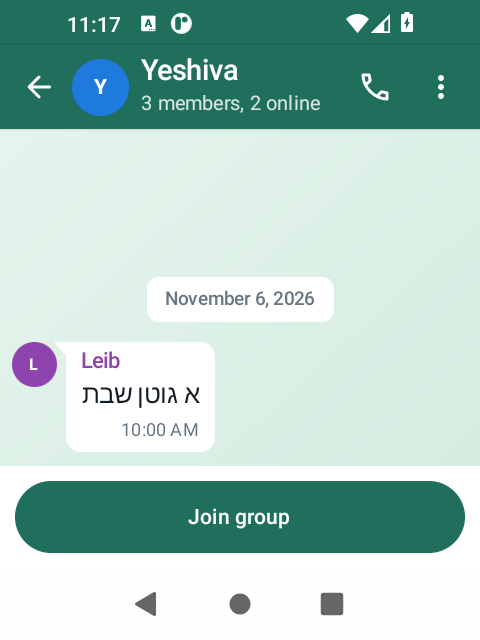 11:17
Y
Yeshiva
3 members, 2 online
November 6, 2026
L
Leib
א גוטן שבת
10:00 AM
Join group